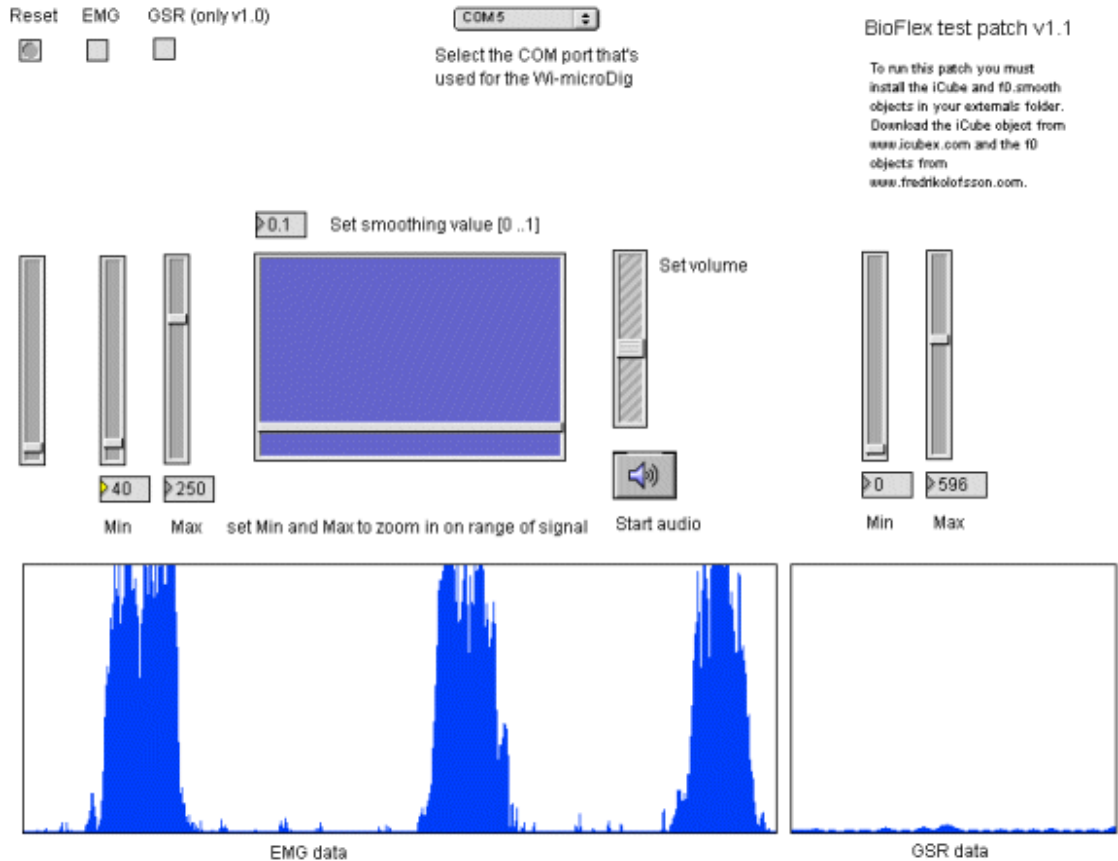 Reset EMG GSR (only v1.0)
COM5
Select the COM port that's
used for the Wi-microDig
BioFlex test patch v1.1
To run this patch you must
install the iCube and f0.smooth
objects in your externals folder.
Download the iCube object from
www.icubex.com and the f0
objects from
www.fredrikolofsson.com.
0.1 Set smoothing value [0 ..1]
Set volume
40 250
Min Max set Min and Max to zoom in on range of signal
Start audio
0 596
Min Max
EMG data
GSR data